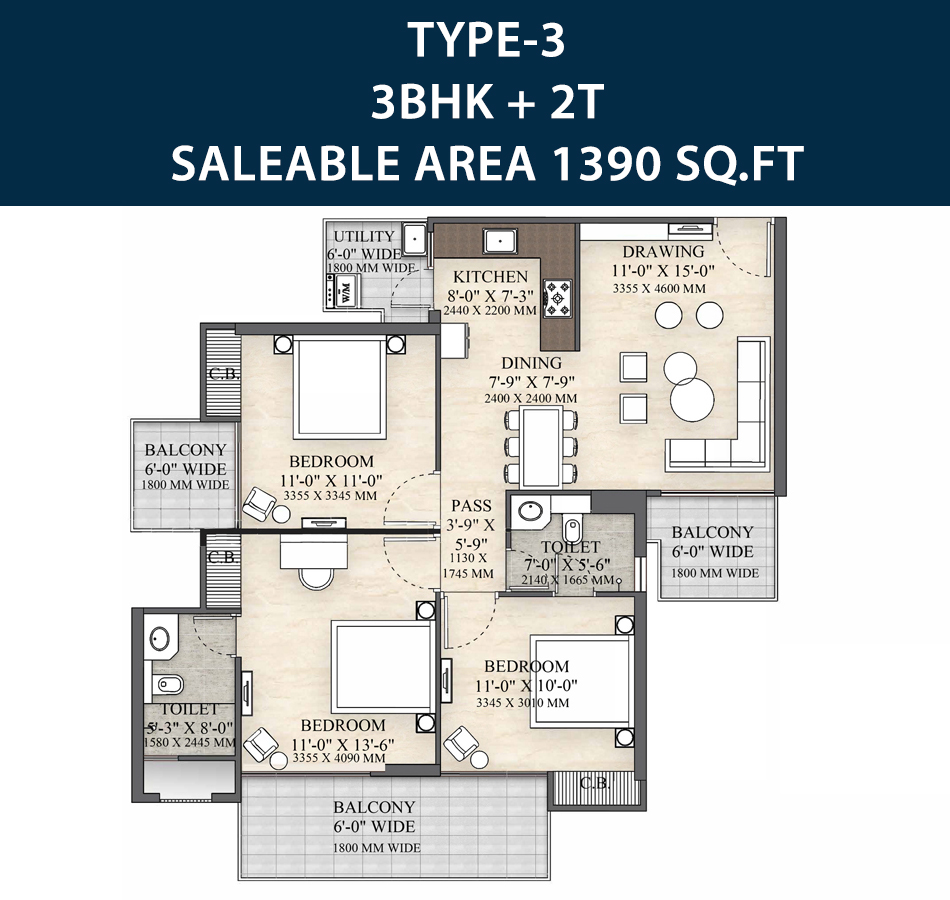 TYPE-3
3BHK + 2T
SALEABLE AREA 1390 SQ.FT
UTILITY
6'-0" WIDE
1800 MM WIDE
W/M
KITCHEN
8'-0" X 7'-3"
2440 X 2200 MM
DRAWING
11'-0" X 15'-0"
3355 X 4600 MM
DINING
7'-9" X 7'-9"
2400 X 2400 MM
C.B.
BALCONY
6'-0" WIDE
1800 MM WIDE
BEDROOM
11'-0" X 11'-0"
3355 X 3345 MM
PASS
3'-9" X
5'-9"
1130 X
1745 MM
TOILET
7'-0" X 5'-6"
2140 X 1665 MM
BALCONY
6'-0" WIDE
1800 MM WIDE
C.B.
TOILET
5'-3" X 8'-0"
1580 X 2445 MM
BEDROOM
11'-0" X 13'-6"
3355 X 4090 MM
BEDROOM
11'-0" X 10'-0"
3345 X 3010 MM
C.B.
BALCONY
6'-0" WIDE
1800 MM WIDE